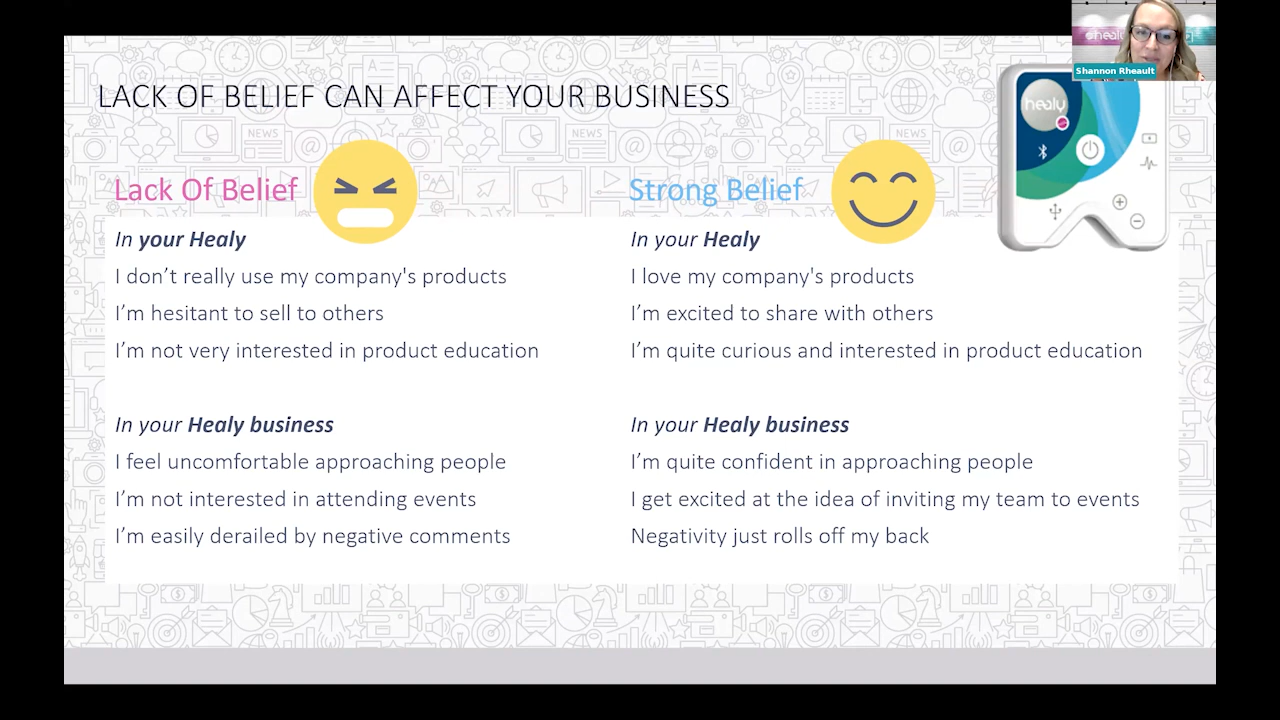 Shannon Rheault
LACK OF BELIEF CAN AFFECT YOUR BUSINESS
healy
NEWS
NEWS
NEWS
Lack Of Belief
In your Healy
I don’t really use my company's products
I’m hesitant to sell to others
I’m not very interested in product education
In your Healy business
I feel uncomfortable approaching people
I’m not interested in attending events
I’m easily derailed by negative comments
Strong Belief
In your Healy
I love my company's products
I’m excited to share with others
I’m quite curious and interested in product education
In your Healy business
I’m quite confident in approaching people
I get excited at the idea of inviting my team to events
Negativity just rolls off my back